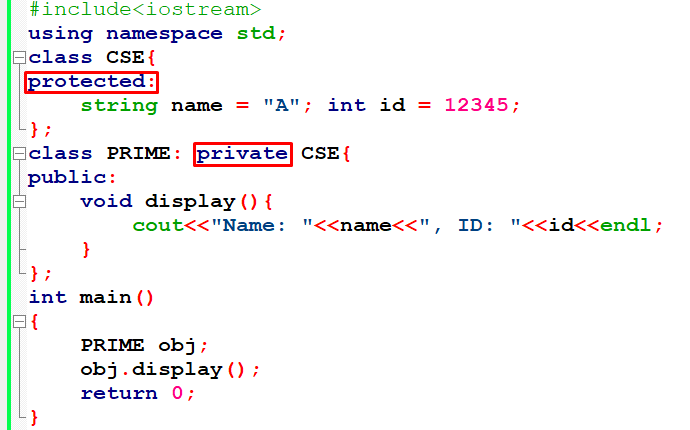 #include<iostream>
using namespace std;
class CSE{
protected:
    string name = "A"; int id = 12345;
};
class PRIME: private CSE{
public:
    void display(){
        cout<<"Name: "<<name<<", ID: "<<id<<endl;
    }
};
int main()
{
    PRIME obj;
    obj.display();
    return 0;
}